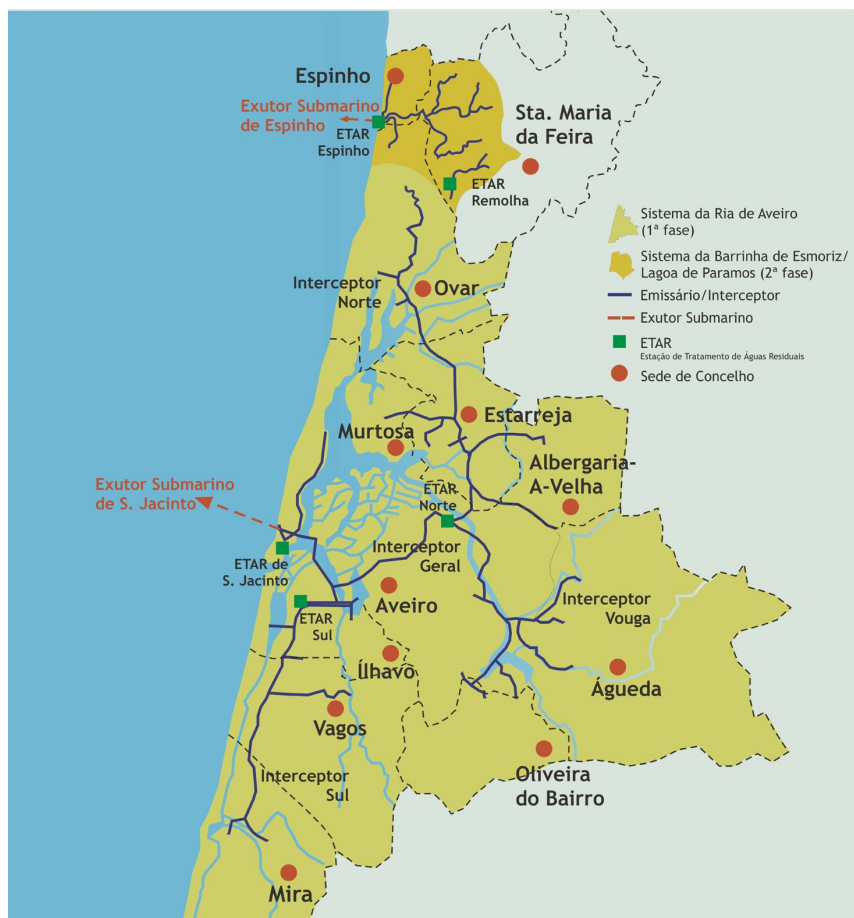 Espinho
Exutor Submarino
de Espinho
ETAR
Espinho
Sta. Maria
da Feira
ETAR
Remolha
Sistema da Ria de Aveiro
(1ª fase)
Sistema da Barrinha de Esmoriz/
Lagoa de Paramos (2ª fase)
Emissário/Interceptor
Exutor Submarino
ETAR
Estação de Tratamento de Águas Residuais
Sede de Concelho
Interceptor
Norte
Ovar
Estarreja
Murtosa
Albergaria-
A-Velha
Exutor Submarino
de S. Jacinto
ETAR
Norte
ETAR de
S. Jacinto
Interceptor
Geral
Aveiro
Interceptor
Vouga
ETAR
Sul
Ílhavo
Águeda
Vagos
Interceptor
Sul
Oliveira
do Bairro
Mira